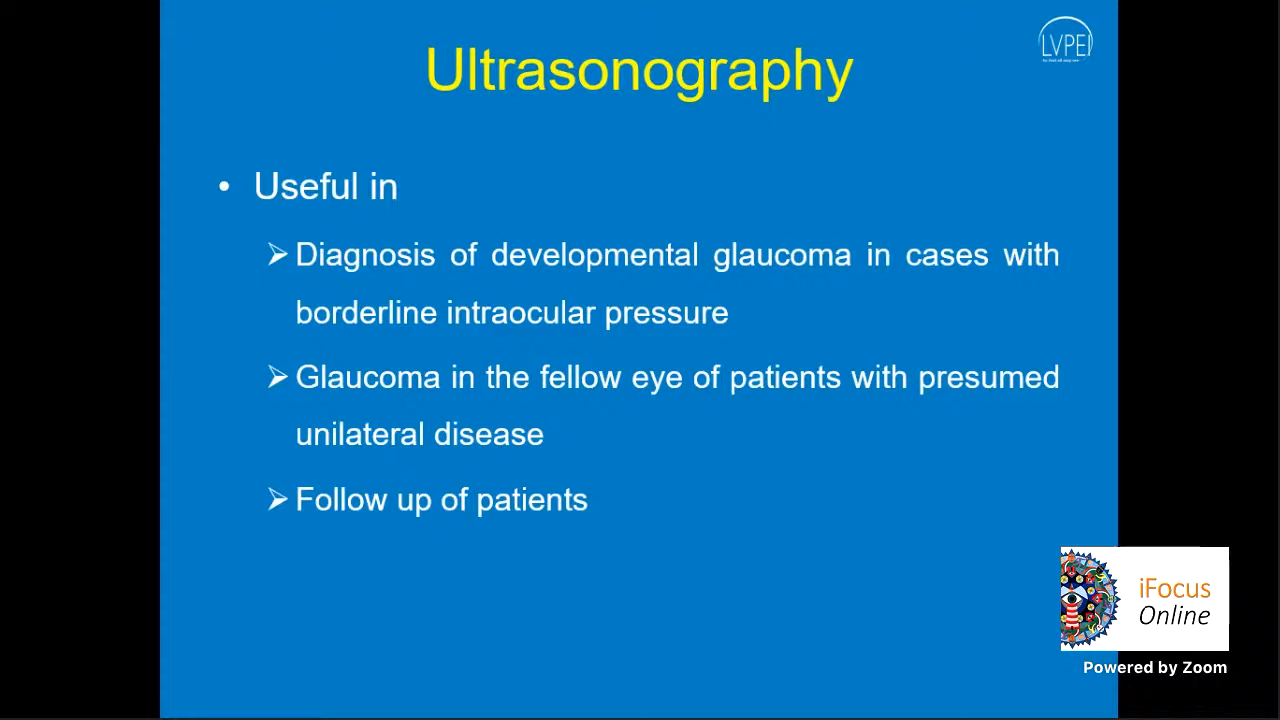 LVPEI
Ultrasonography
• Useful in
➢ Diagnosis of developmental glaucoma in cases with
borderline intraocular pressure
➢ Glaucoma in the fellow eye of patients with presumed
unilateral disease
➢ Follow up of patients
iFocus
Online
Powered by Zoom